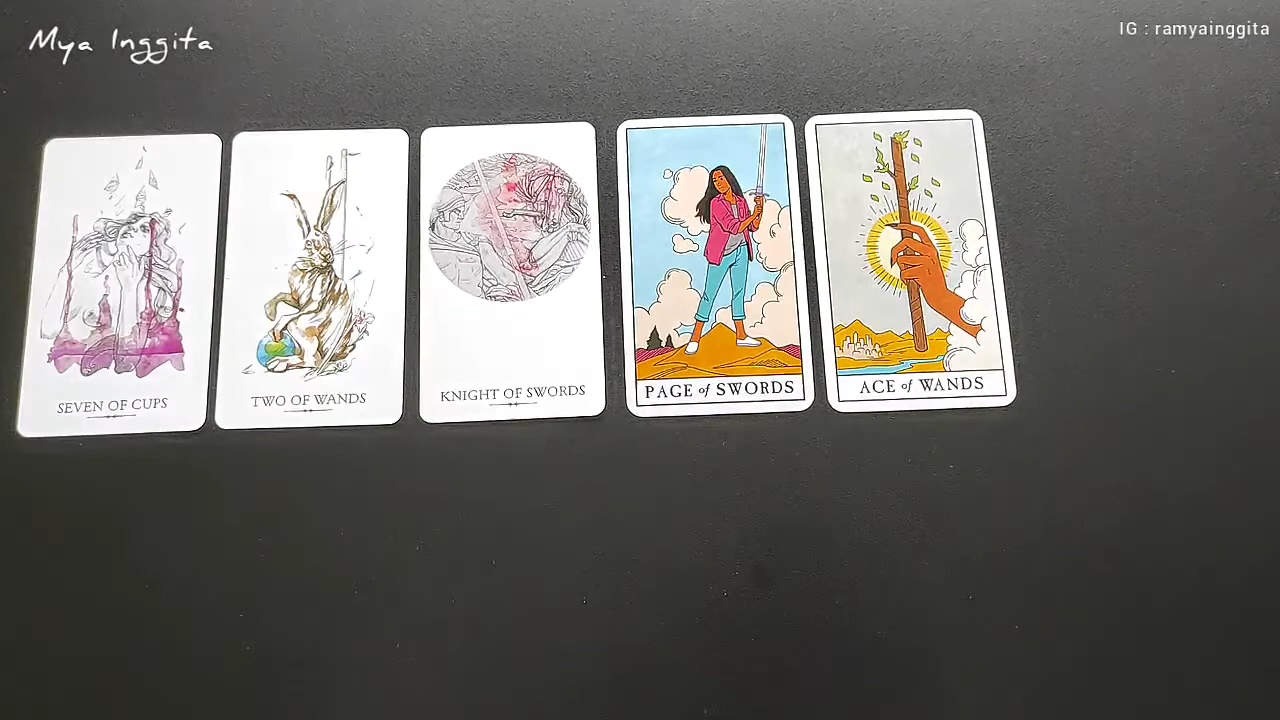 Mya Inggita
IG : ramyainggita
SEVEN OF CUPS
TWO OF WANDS
KNIGHT OF SWORDS
PAGE of SWORDS
ACE of WANDS